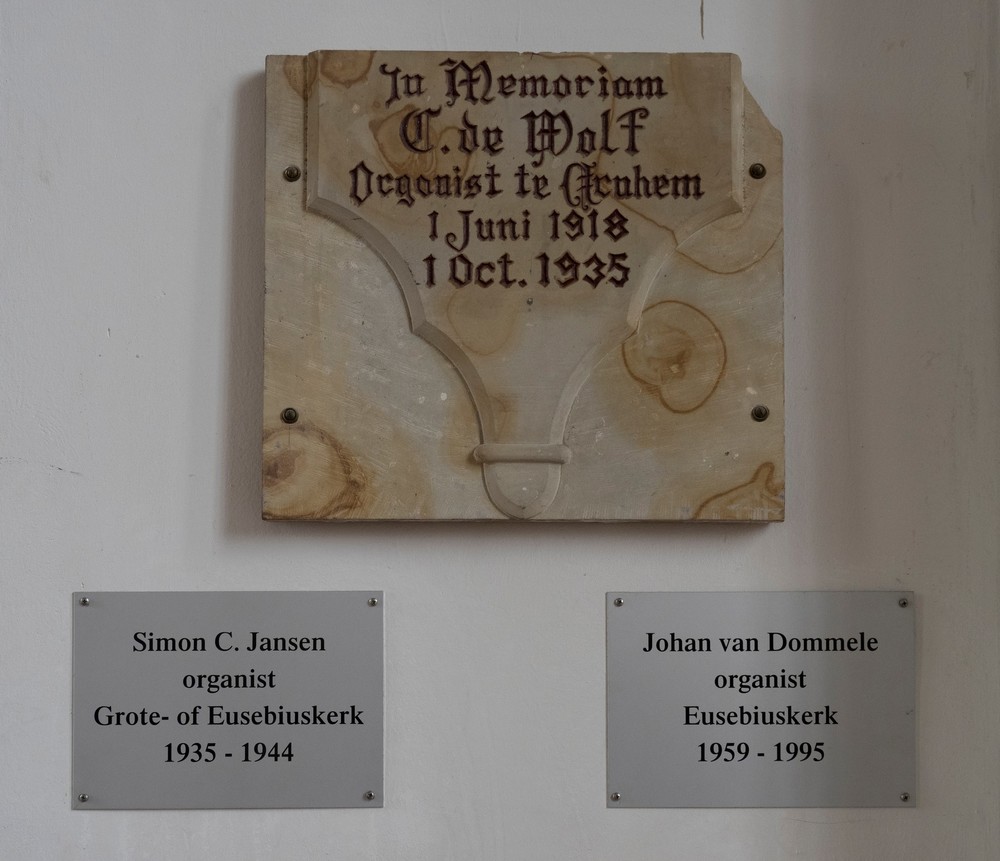 In Memoriam
C. de Wolf
Organist te Arnhem
1 Juni 1918
1 Oct. 1935
Simon C. Jansen
organist
Grote- of Eusebiuskerk
1935 - 1944
Johan van Dommele
organist
Eusebiuskerk
1959 - 1995